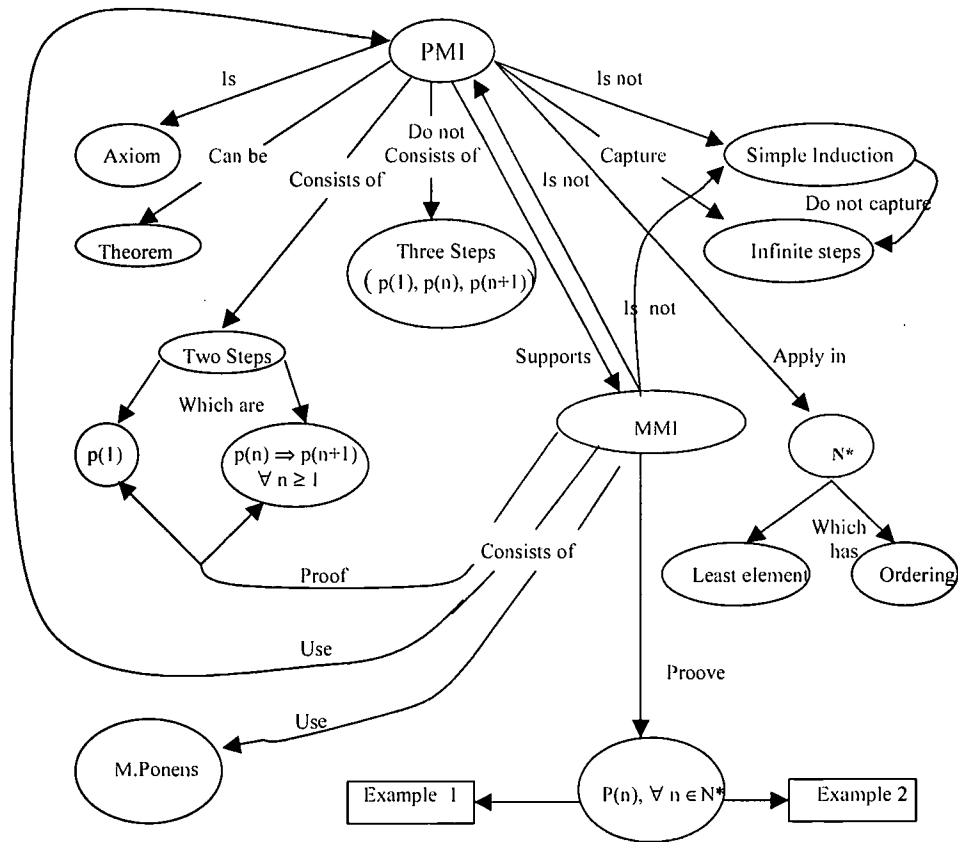 PMI
Is
Is not
Axiom
Can be
Do not
Consists of
Capture
Simple Induction
Consists of
Is not
Do not capture
Theorem
Three Steps
( p(1), p(n), p(n+1))
Infinite steps
Is not
Two Steps
Supports
Apply in
Which are
MMI
p(1)
p(n) ⇒ p(n+1)
∀ n ≥ 1
N*
Consists of
Which
has
Proof
Least element
Ordering
Use
Proove
Use
M.Ponens
Example 1
P(n), ∀ n ∈ N*
Example 2